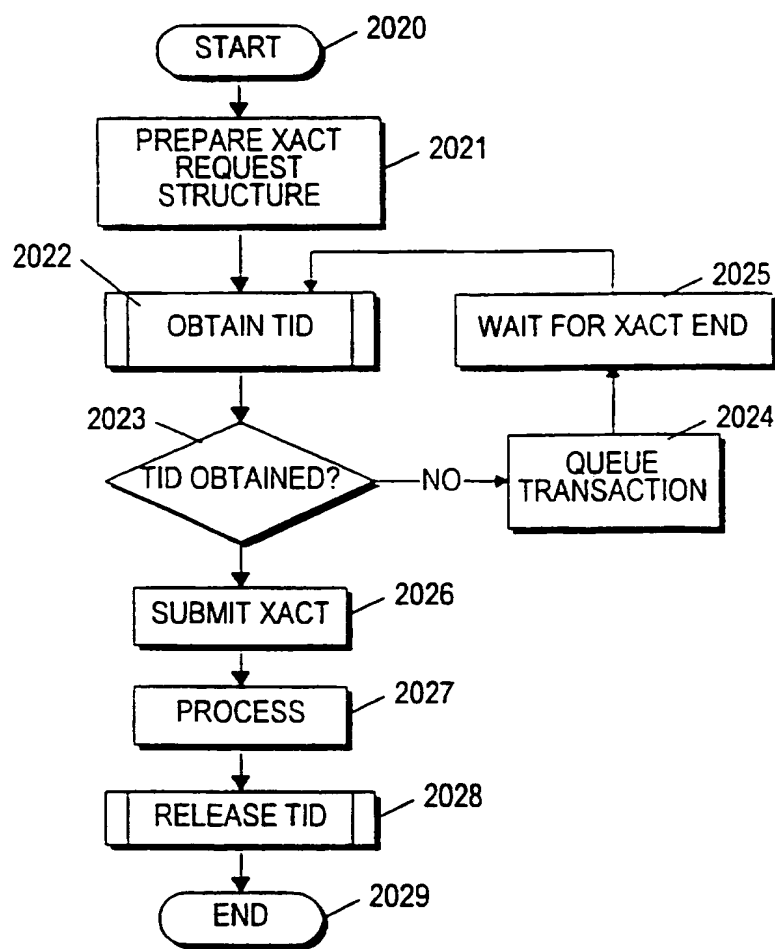 START
2020
PREPARE XACT
REQUEST
STRUCTURE
2021
2022
OBTAIN TID
2025
WAIT FOR XACT END
2023
TID OBTAINED?
NO
2024
QUEUE
TRANSACTION
SUBMIT XACT
2026
PROCESS
2027
RELEASE TID
2028
END
2029